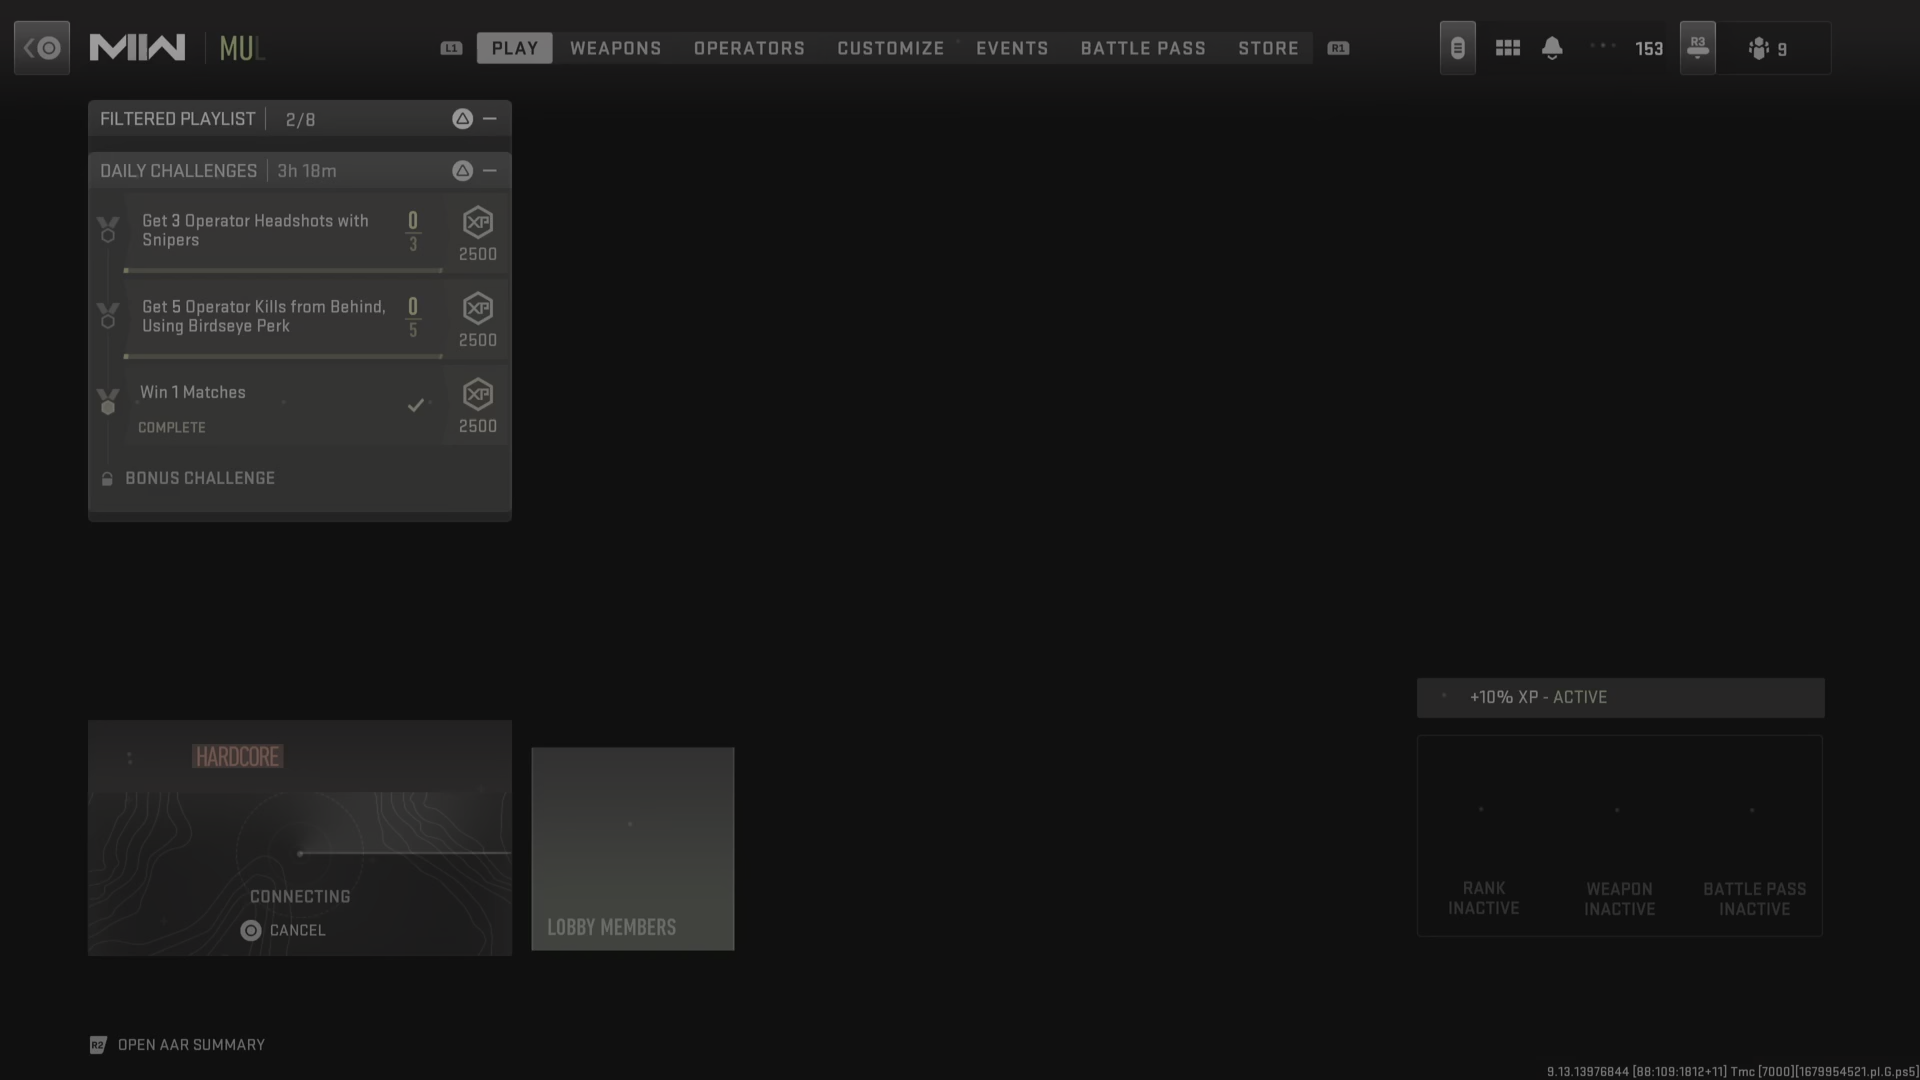 MW MUL
L1 PLAY WEAPONS OPERATORS CUSTOMIZE EVENTS BATTLE PASS STORE R1
153 R3 9
FILTERED PLAYLIST 2/8
DAILY CHALLENGES 3h 18m
Get 3 Operator Headshots with
Snipers
0
3
XP
2500
Get 5 Operator Kills from Behind,
Using Birdseye Perk
0
5
XP
2500
Win 1 Matches
COMPLETE
XP
2500
BONUS CHALLENGE
+10% XP - ACTIVE
HARDCORE
CONNECTING
CANCEL
LOBBY MEMBERS
RANK
INACTIVE
WEAPON
INACTIVE
BATTLE PASS
INACTIVE
R2 OPEN AAR SUMMARY
9.13.13976844 [88:109:1812+11] Tmc [7000][1679954521.pl.G.ps5]